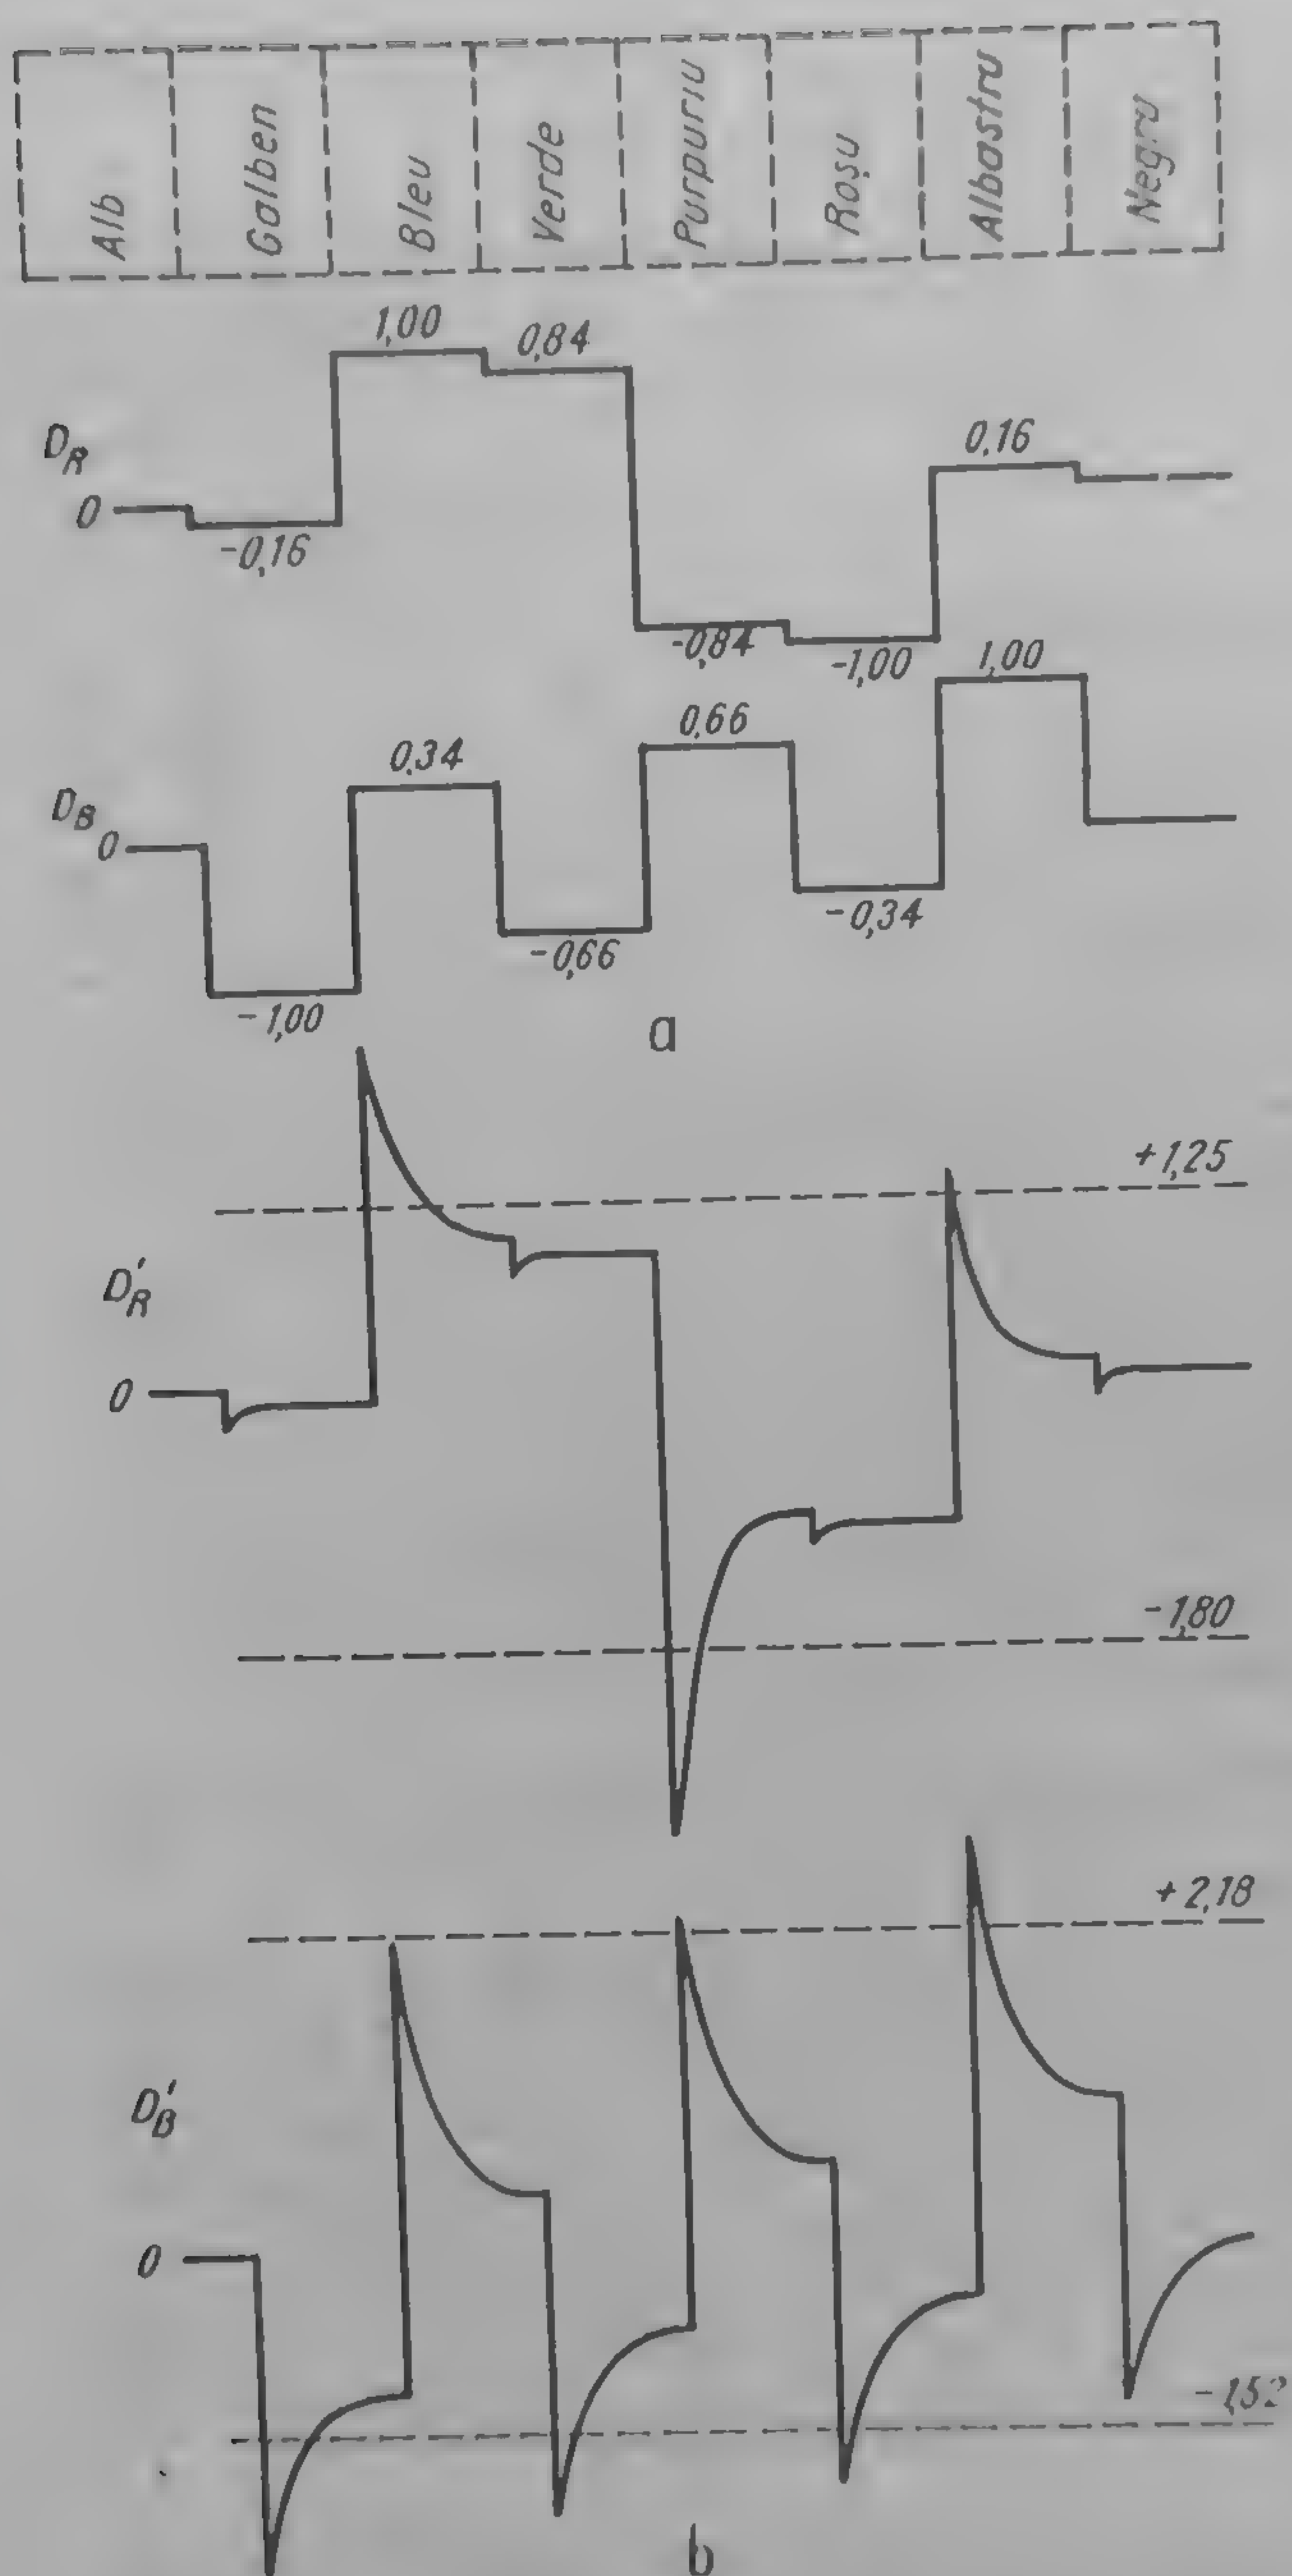 Alb Galben Bleu Verde Purpuriu Roșu Albastru Negru
1,00 0,84
D_R 0,16
0
-0,16
-0,84 -1,00 1,00
0,34 0,66
D_B 0
-0,34
-0,66
-1,00
a
+1,25
D'_R
0
-1,80
+2,18
D'_B
0
-1,52
b